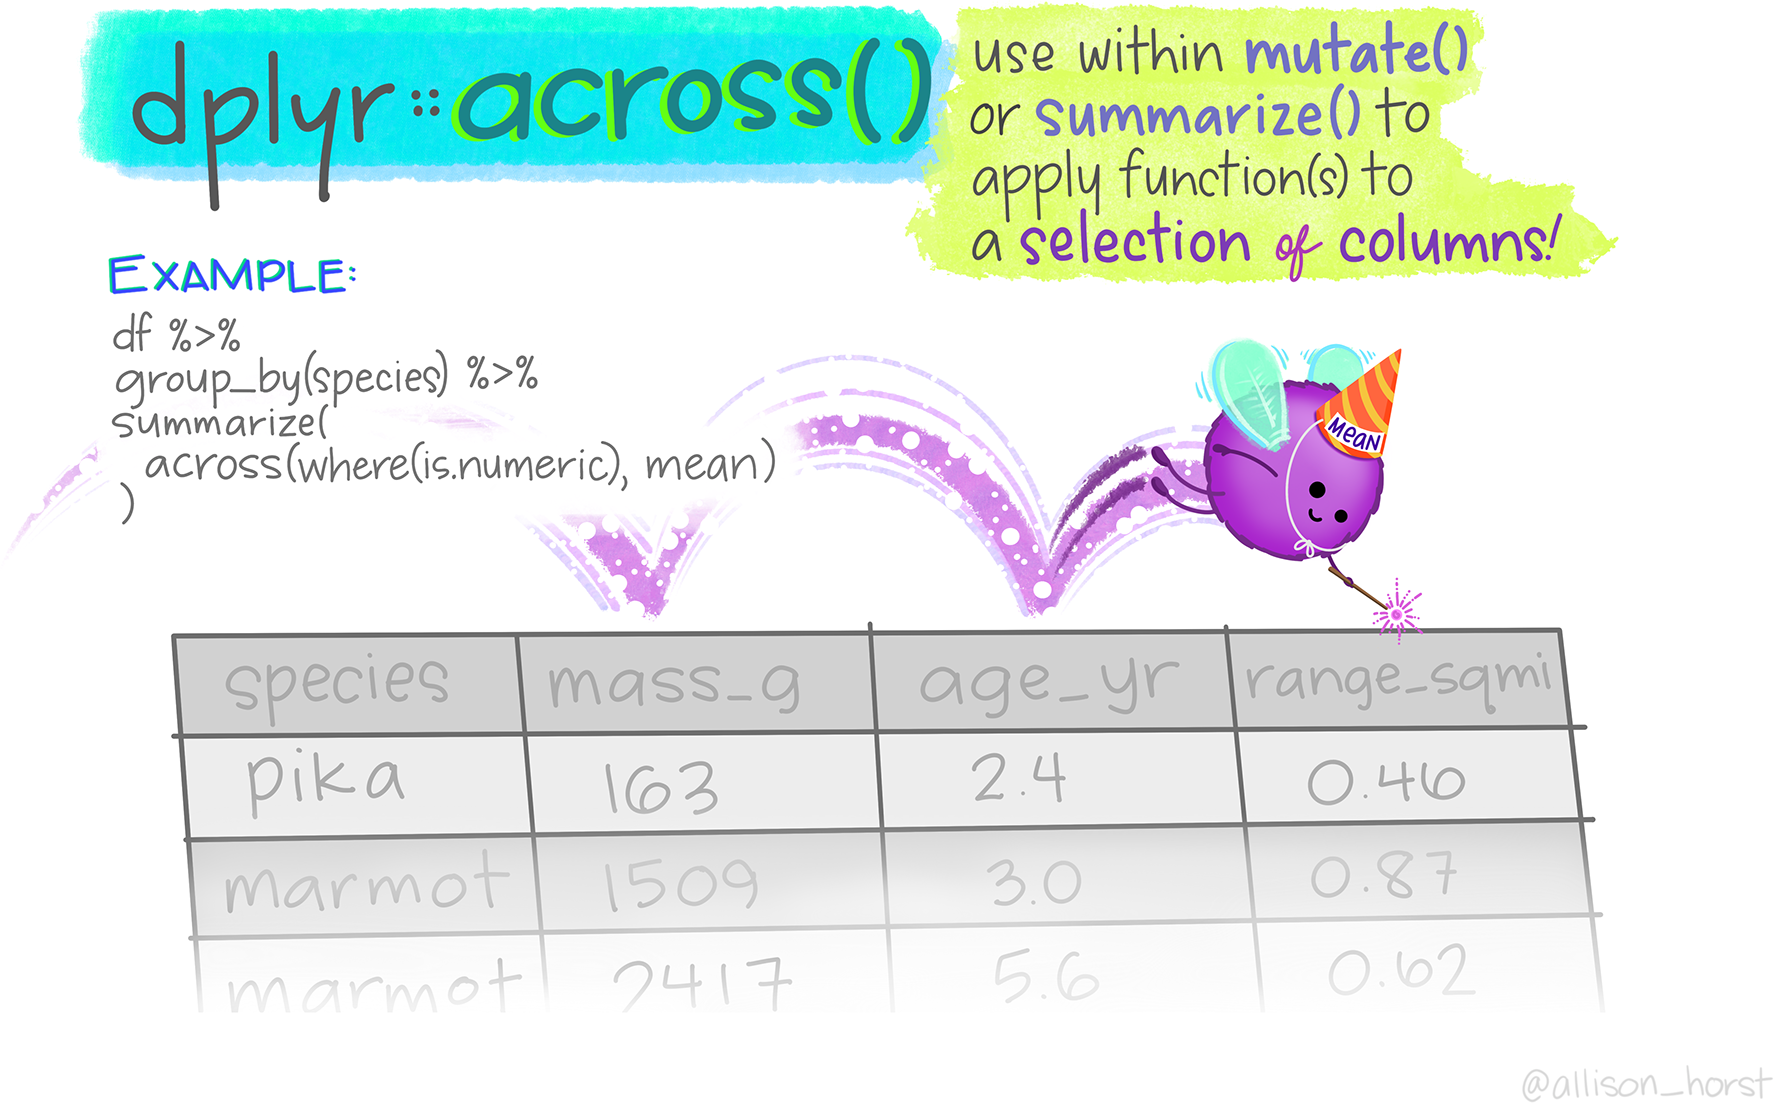 dplyr::across()
use within mutate()
or summarize() to
apply function(s) to
a selection of columns!
EXAMPLE:
df %>%
group_by(species) %>%
summarize(
across(where(is.numeric), mean)
)
MEAN
species mass_g age_yr range_sqmi
pika 163 2.4 0.46
marmot 1509 3.0 0.87
marmot 2417 5.6 0.62
@allison_horst